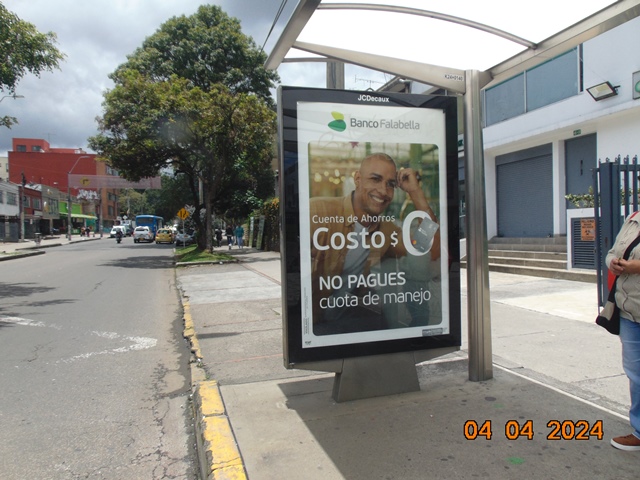 JCDecaux
Banco Falabella
Cuenta de Ahorros
Costo $0
NO PAGUES
cuota de manejo
04 04 2024